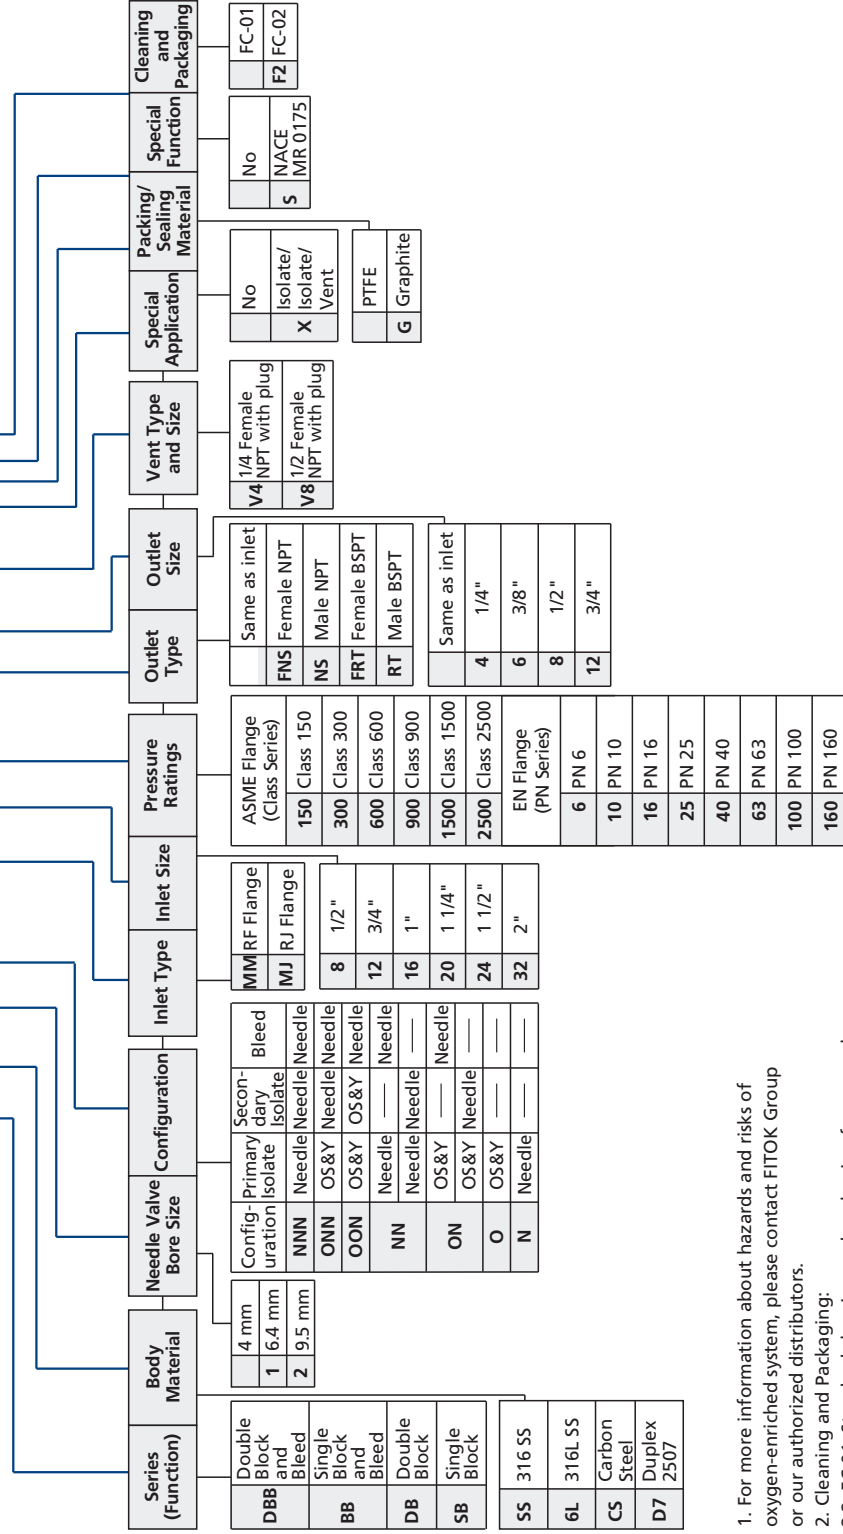 Series
(Function)
Body
Material
Needle Valve
Bore Size
Configuration
Inlet Type
Inlet Size
Pressure
Ratings
Outlet
Type
Outlet
Size
Vent Type
and Size
Special
Application
Packing/
Sealing
Material
Special
Function
Cleaning
and
Packaging
DBB Double
Block
and
Bleed
BB Single
Block
and
Bleed
DB Double
Block
SB Single
Block
SS 316 SS
6L 316L SS
CS Carbon
Steel
D7 Duplex
2507
4 mm
1 6.4 mm
2 9.5 mm
Config-
uration
Primary
Isolate
Secon-
dary
Isolate
Bleed
NNN Needle Needle Needle
ONN OS&Y Needle Needle
OON OS&Y OS&Y Needle
NN Needle — Needle
Needle Needle —
ON OS&Y — Needle
OS&Y Needle —
O OS&Y — —
N Needle — —
MM RF Flange
MJ RJ Flange
8 1/2"
12 3/4"
16 1"
20 1 1/4"
24 1 1/2"
32 2"
ASME Flange
(Class Series)
150 Class 150
300 Class 300
600 Class 600
900 Class 900
1500 Class 1500
2500 Class 2500
EN Flange
(PN Series)
6 PN 6
10 PN 10
16 PN 16
25 PN 25
40 PN 40
63 PN 63
100 PN 100
160 PN 160
Same as inlet
FNS Female NPT
NS Male NPT
FRT Female BSPT
RT Male BSPT
Same as inlet
4 1/4"
6 3/8"
8 1/2"
12 3/4"
V4 1/4 Female
NPT with plug
V8 1/2 Female
NPT with plug
No
X Isolate/
Isolate/
Vent
PTFE
G Graphite
No
S NACE
MR 0175
FC-01
F2 FC-02
1. For more information about hazards and risks of
oxygen-enriched system, please contact FITOK Group
or our authorized distributors.
2. Cleaning and Packaging: